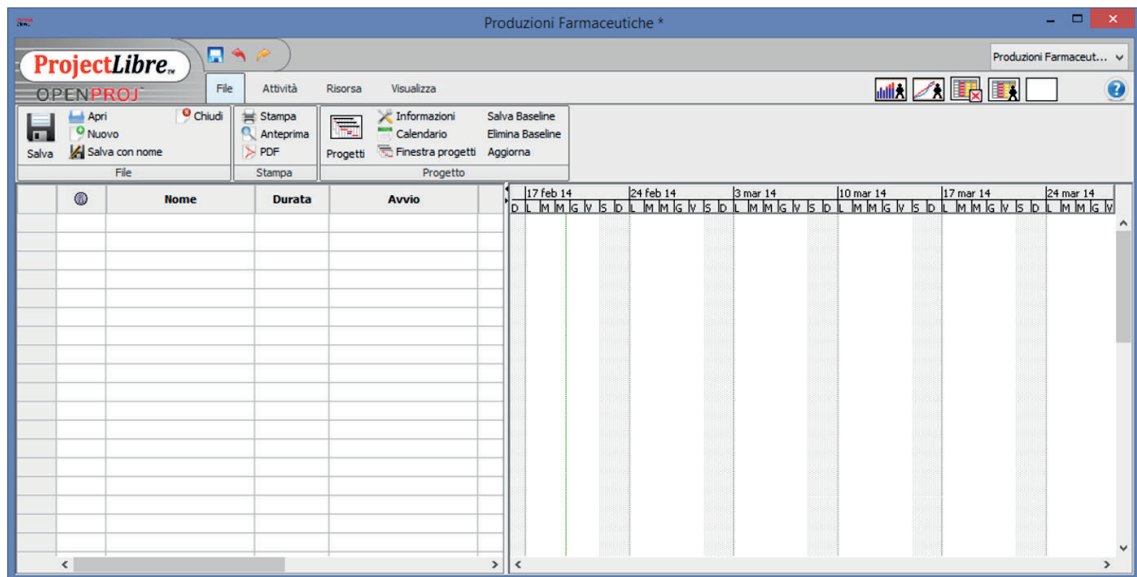 Produzioni Farmaceutiche *
ProjectLibre™
OPENPROJ
Produzioni Farmaceut...
File Attività Risorsa Visualizza
Apri Chiudi Stampa Informazioni Salva Baseline
Nuovo Anteprima Calendario Elimina Baseline
Salva Salva con nome PDF Progetti Finestra progetti Aggiorna
File Stampa Progetto
Nome Durata Avvio
17 feb 14 24 feb 14 3 mar 14 10 mar 14 17 mar 14 24 mar 14
D L M M G V S D L M M G V S D L M M G V S D L M M G V S D L M M G V S D L M M G V